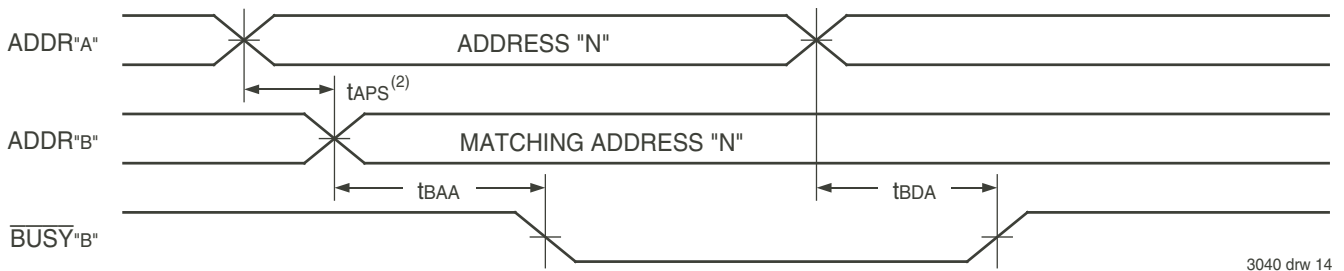 ADDR"A"
ADDRESS "N"
tAPS(2)
ADDR"B"
MATCHING ADDRESS "N"
tBAA
tBDA
BUSY"B"
3040 drw 14